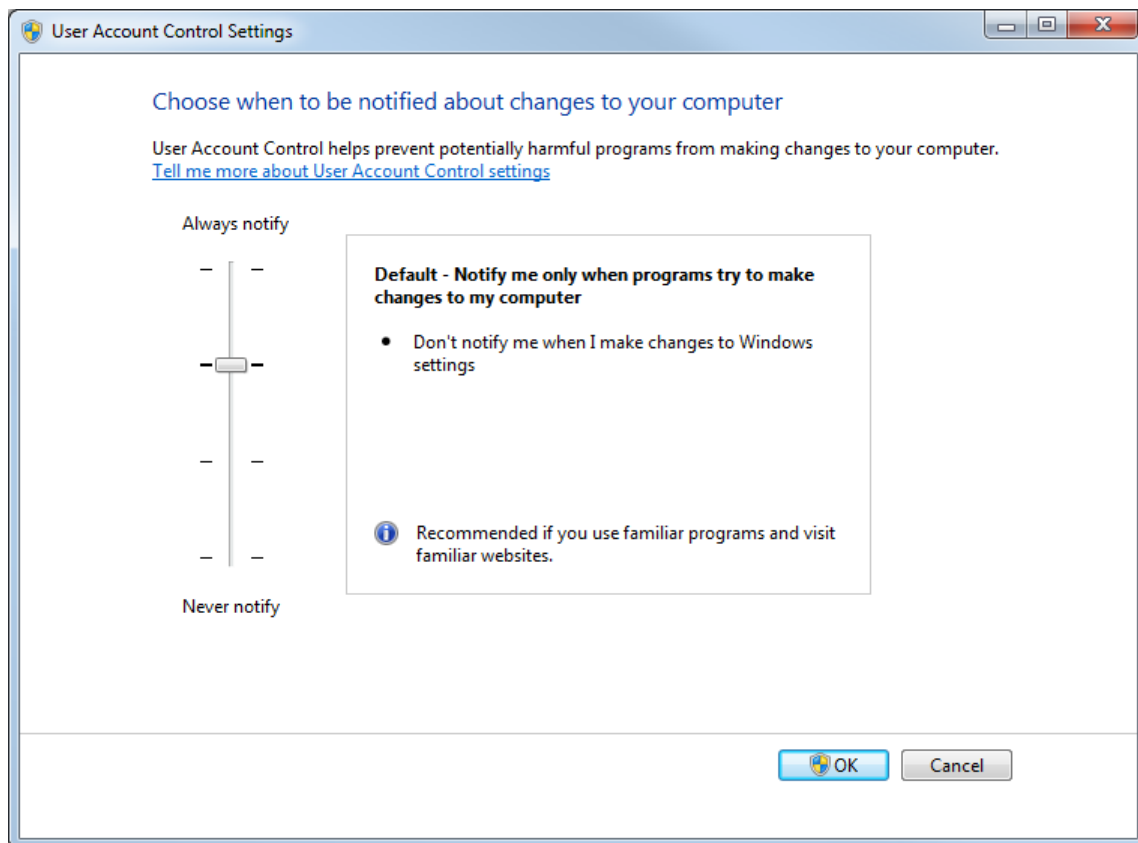 User Account Control Settings
Choose when to be notified about changes to your computer
User Account Control helps prevent potentially harmful programs from making changes to your computer.
Tell me more about User Account Control settings
Always notify
Default - Notify me only when programs try to make
changes to my computer
• Don't notify me when I make changes to Windows
settings
Recommended if you use familiar programs and visit
familiar websites.
Never notify
OK Cancel